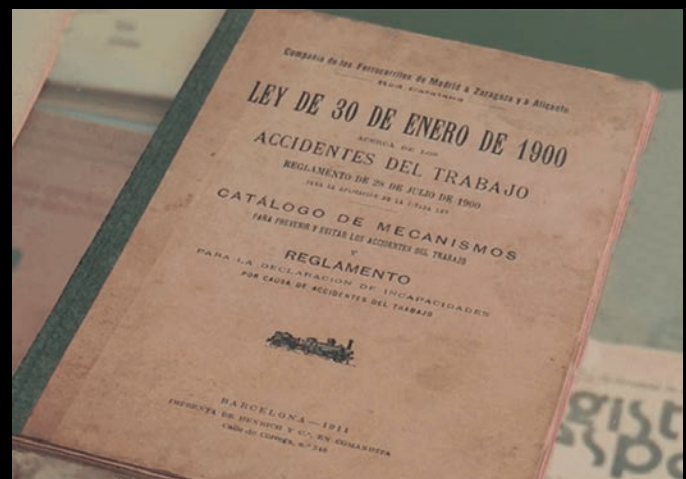 Compañía de los Ferrocarriles de Madrid a Zaragoza y a Alicante
Red Catalana
LEY DE 30 DE ENERO DE 1900
ACERCA DE LOS
ACCIDENTES DEL TRABAJO
REGLAMENTO DE 28 DE JULIO DE 1900
PARA LA APLICACIÓN DE LA CITADA LEY
CATÁLOGO DE MECANISMOS
PARA PREVENIR Y EVITAR LOS ACCIDENTES DEL TRABAJO
Y
REGLAMENTO
PARA LA DECLARACIÓN DE INCAPACIDADES
POR CAUSA DE ACCIDENTES DEL TRABAJO
BARCELONA—1911
IMPRENTA DE HENRICH Y C.ª, EN COMANDITA
Calle de Córcega, n.º 348
gist
espa